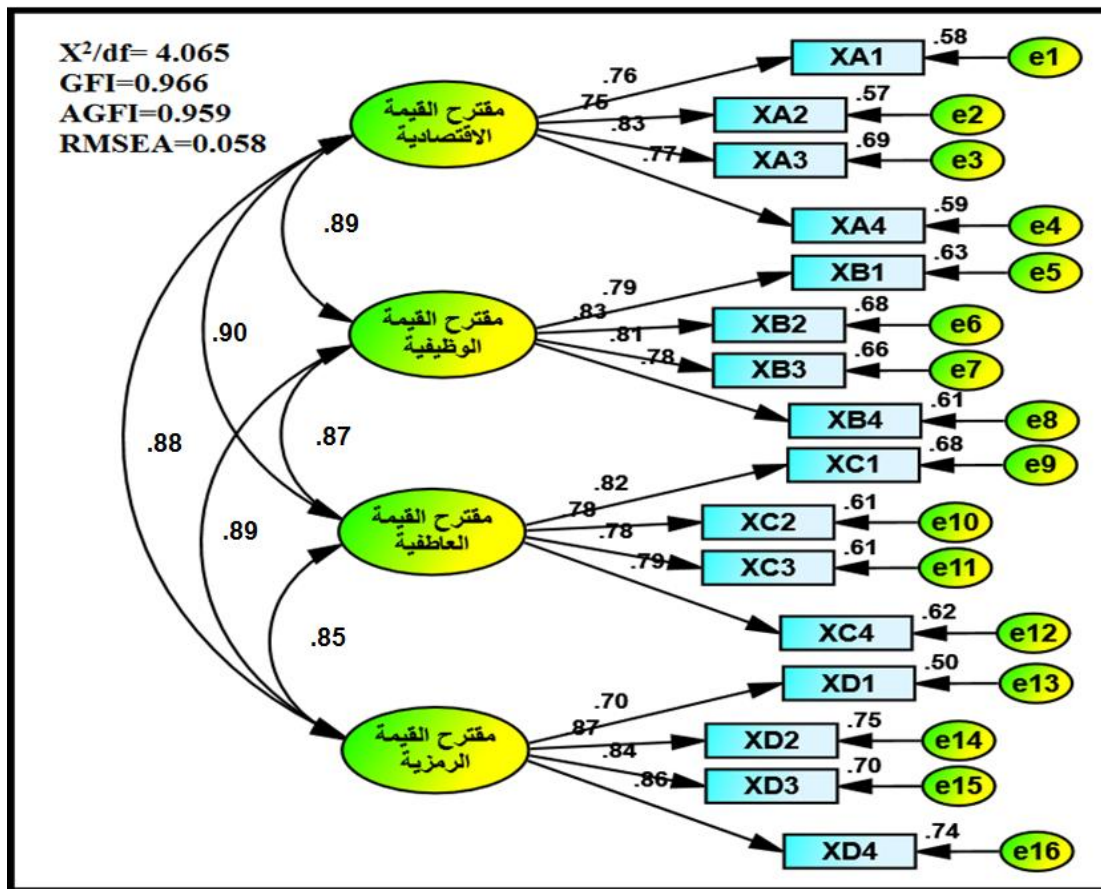 X²/df= 4.065
GFI=0.966
AGFI=0.959
RMSEA=0.058
مقترح القيمة
الاقتصادية
.76
.75
.83
.77
XA1
.58
e1
XA2
.57
e2
XA3
.69
e3
XA4
.59
e4
.89
.90
.88
مقترح القيمة
الوظيفية
.79
.83
.81
.78
XB1
.63
e5
XB2
.68
e6
XB3
.66
e7
XB4
.61
e8
.87
.89
مقترح القيمة
العاطفية
.82
.78
.78
.79
XC1
.68
e9
XC2
.61
e10
XC3
.61
e11
XC4
.62
e12
.85
مقترح القيمة
الرمزية
.70
.87
.84
.86
XD1
.50
e13
XD2
.75
e14
XD3
.70
e15
XD4
.74
e16